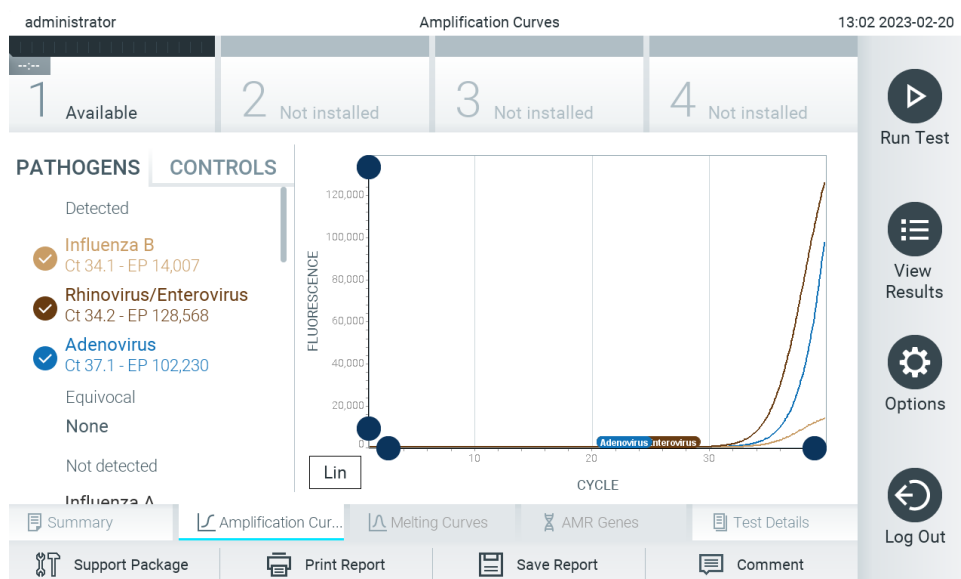 administrator
Amplification Curves
13:02 2023-02-20
--:--
1 Available
2 Not installed
3 Not installed
4 Not installed
Run Test
View
Results
Options
Log Out
PATHOGENS
CONTROLS
Detected
Influenza B
Ct 34.1 - EP 14,007
Rhinovirus/Enterovirus
Ct 34.2 - EP 128,568
Adenovirus
Ct 37.1 - EP 102,230
Equivocal
None
Not detected
Influenza A
FLUORESCENCE
120,000
100,000
80,000
60,000
40,000
20,000
0
Adenovirus nterovirus
10
20
30
CYCLE
Lin
Summary
Amplification Cur...
Melting Curves
AMR Genes
Test Details
Support Package
Print Report
Save Report
Comment